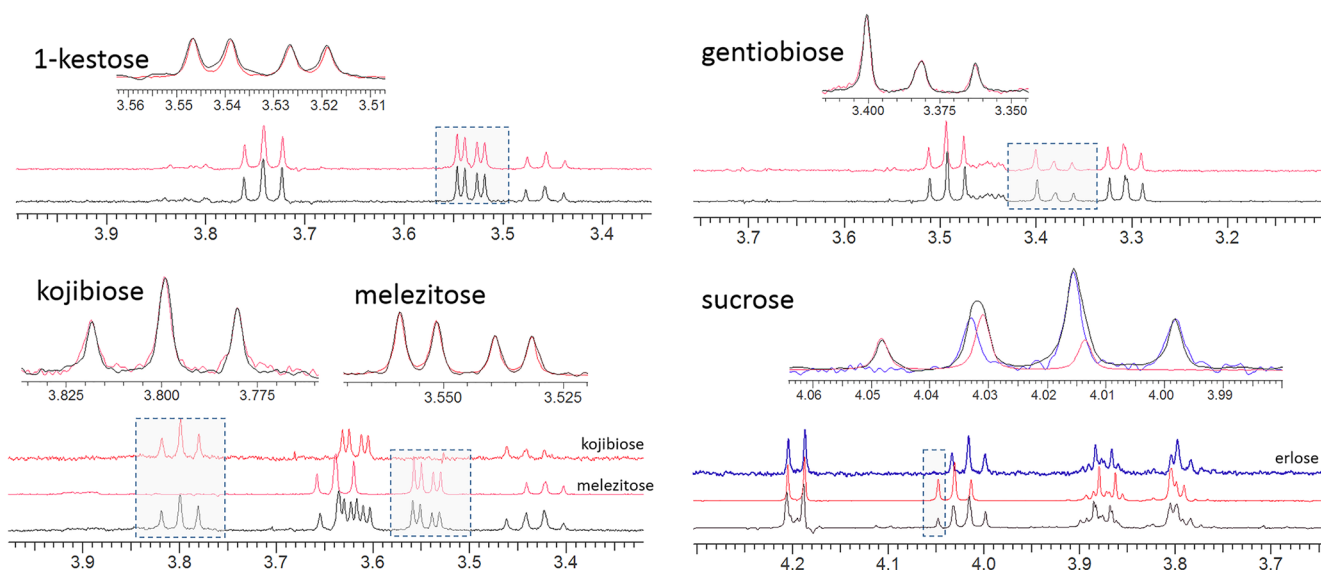 1-kestose
3.56 3.55 3.54 3.53 3.52 3.51
3.9 3.8 3.7 3.6 3.5 3.4
gentiobiose
3.400 3.375 3.350
3.7 3.6 3.5 3.4 3.3 3.2
kojibiose
3.825 3.800 3.775
melezitose
3.550 3.525
kojibiose
melezitose
3.9 3.8 3.7 3.6 3.5 3.4
sucrose
4.06 4.05 4.04 4.03 4.02 4.01 4.00 3.99
erlose
4.2 4.1 4.0 3.9 3.8 3.7